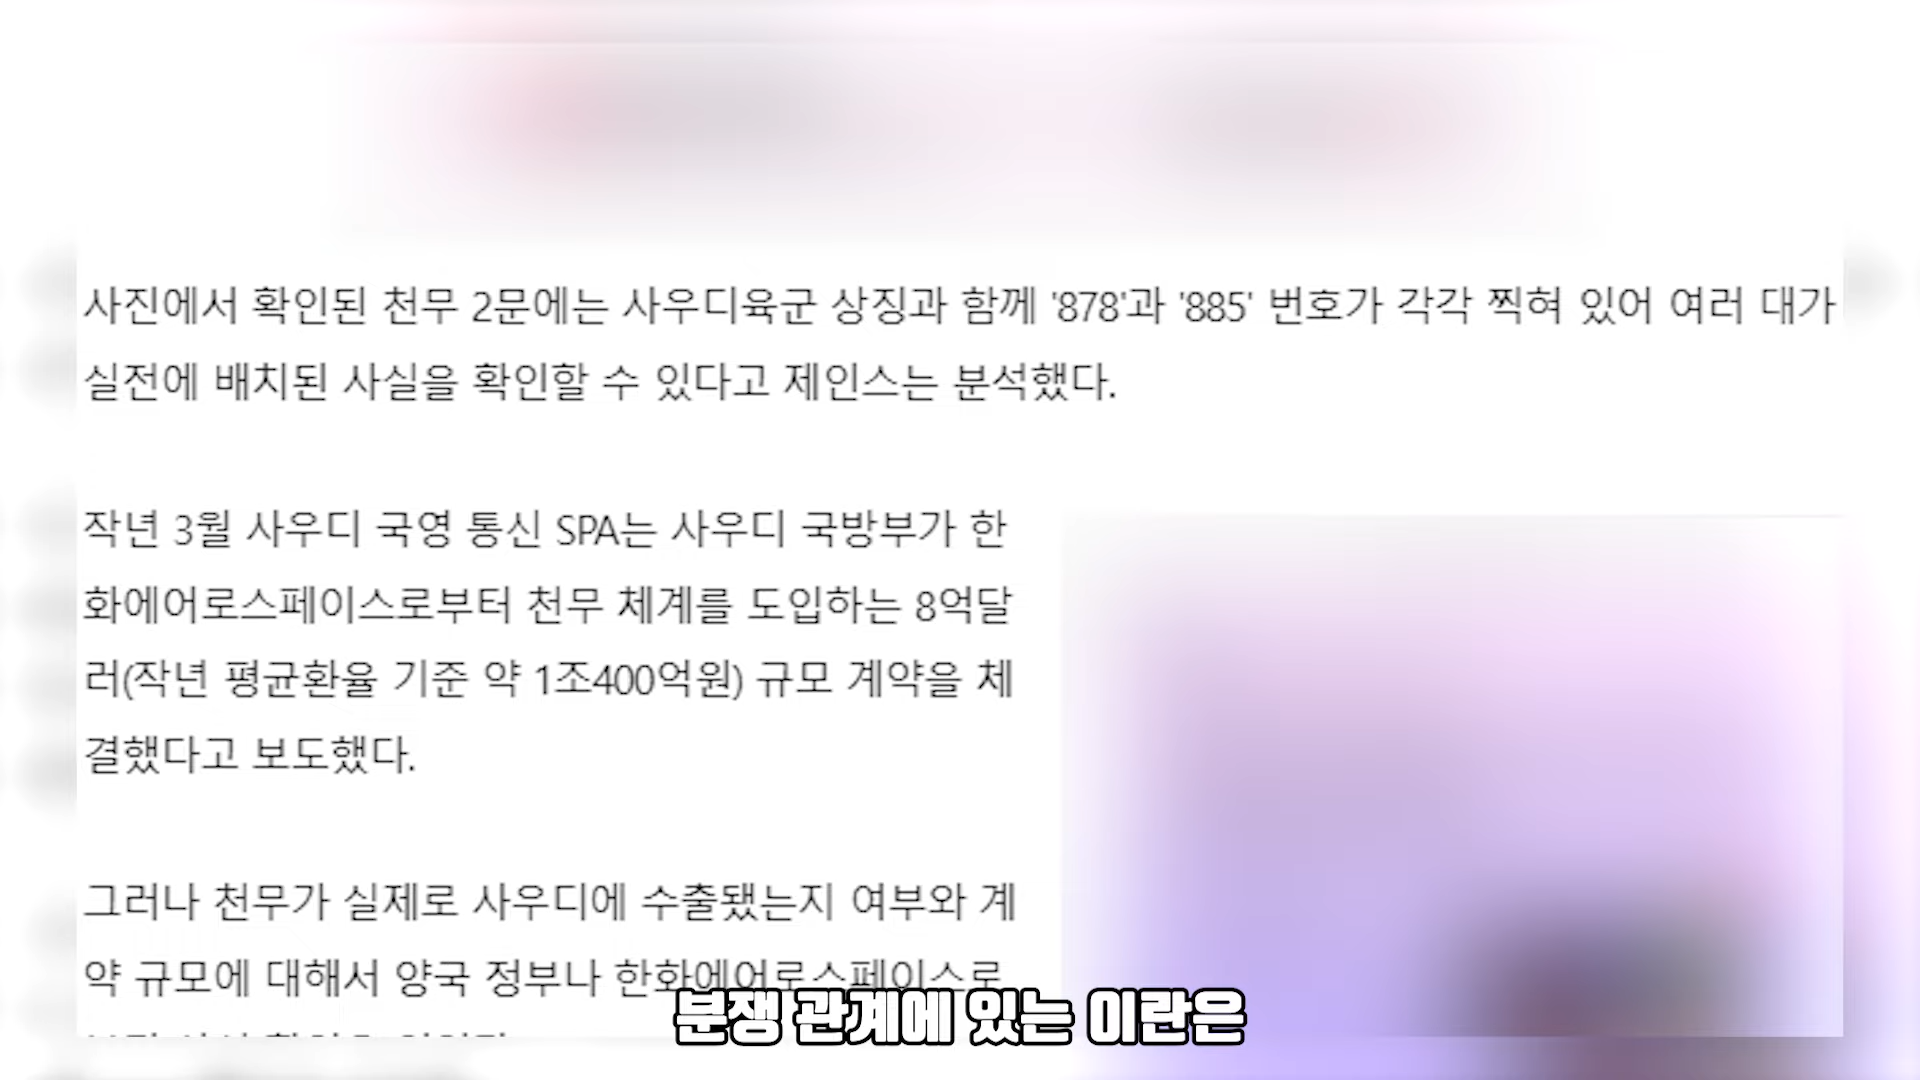 사진에서 확인된 천무 2문에는 사우디육군 상징과 함께 '878'과 '885' 번호가 각각 찍혀 있어 여러 대가
실전에 배치된 사실을 확인할 수 있다고 제인스는 분석했다.
작년 3월 사우디 국영 통신 SPA는 사우디 국방부가 한
화에어로스페이스로부터 천무 체계를 도입하는 8억달
러(작년 평균환율 기준 약 1조400억원) 규모 계약을 체
결했다고 보도했다.
그러나 천무가 실제로 사우디에 수출됐는지 여부와 계
약 규모에 대해서 양국 정부나 한화에어로스페이스로
분쟁 관계에 있는 이란은